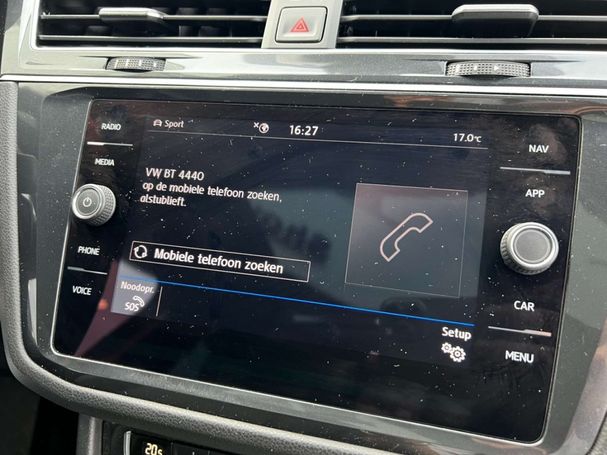 RADIO
MEDIA
PHONE
VOICE
Sport
16:27
17.0°C
VW BT 4440
op de mobiele telefoon zoeken,
alstublieft.
Mobiele telefoon zoeken
Noodopr.
SOS
Setup
NAV
APP
CAR
MENU
20s